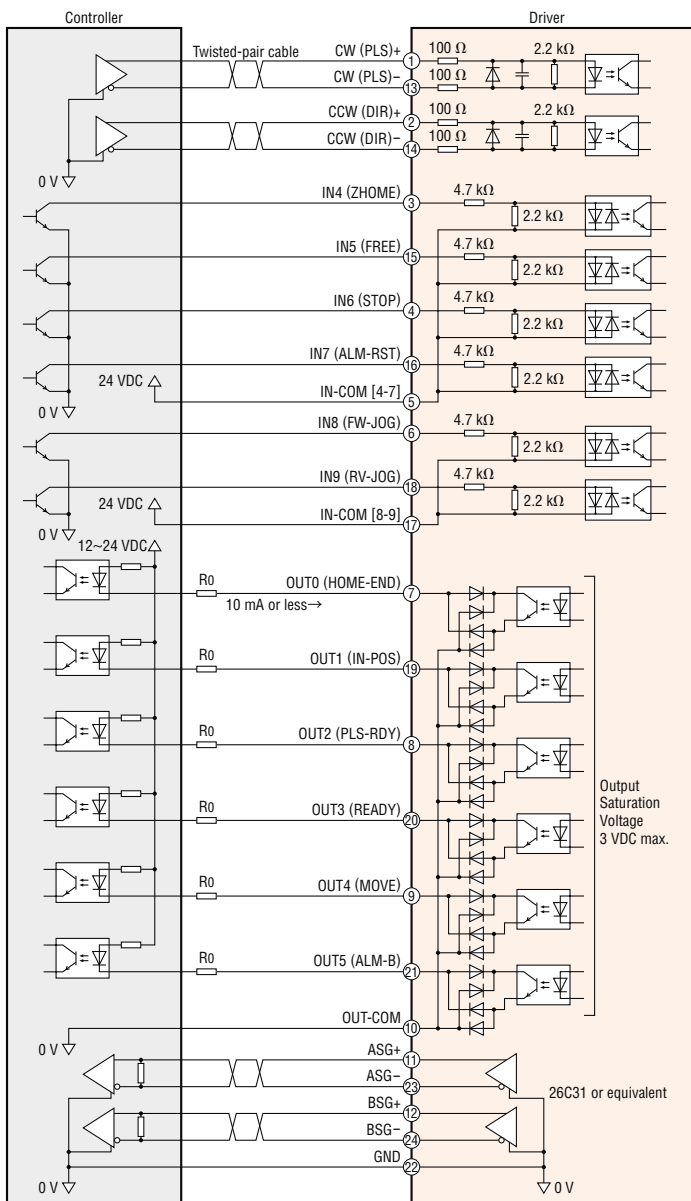 Controller
Driver
Twisted-pair cable
CW (PLS)+
1
100 Ω
2.2 kΩ
CW (PLS)−
13
100 Ω
CCW (DIR)+
2
100 Ω
2.2 kΩ
CCW (DIR)−
14
100 Ω
0 V
IN4 (ZHOME)
3
4.7 kΩ
2.2 kΩ
IN5 (FREE)
15
4.7 kΩ
2.2 kΩ
IN6 (STOP)
4
4.7 kΩ
2.2 kΩ
IN7 (ALM-RST)
16
4.7 kΩ
2.2 kΩ
24 VDC
IN-COM [4-7]
5
0 V
IN8 (FW-JOG)
6
4.7 kΩ
2.2 kΩ
IN9 (RV-JOG)
18
4.7 kΩ
2.2 kΩ
24 VDC
IN-COM [8-9]
17
0 V
12~24 VDC
R0
OUT0 (HOME-END)
7
10 mA or less→
R0
OUT1 (IN-POS)
19
R0
OUT2 (PLS-RDY)
8
R0
OUT3 (READY)
20
R0
OUT4 (MOVE)
9
R0
OUT5 (ALM-B)
21
Output
Saturation
Voltage
3 VDC max.
OUT-COM
10
0 V
ASG+
11
ASG−
23
26C31 or equivalent
BSG+
12
BSG−
24
GND
22
0 V
0 V